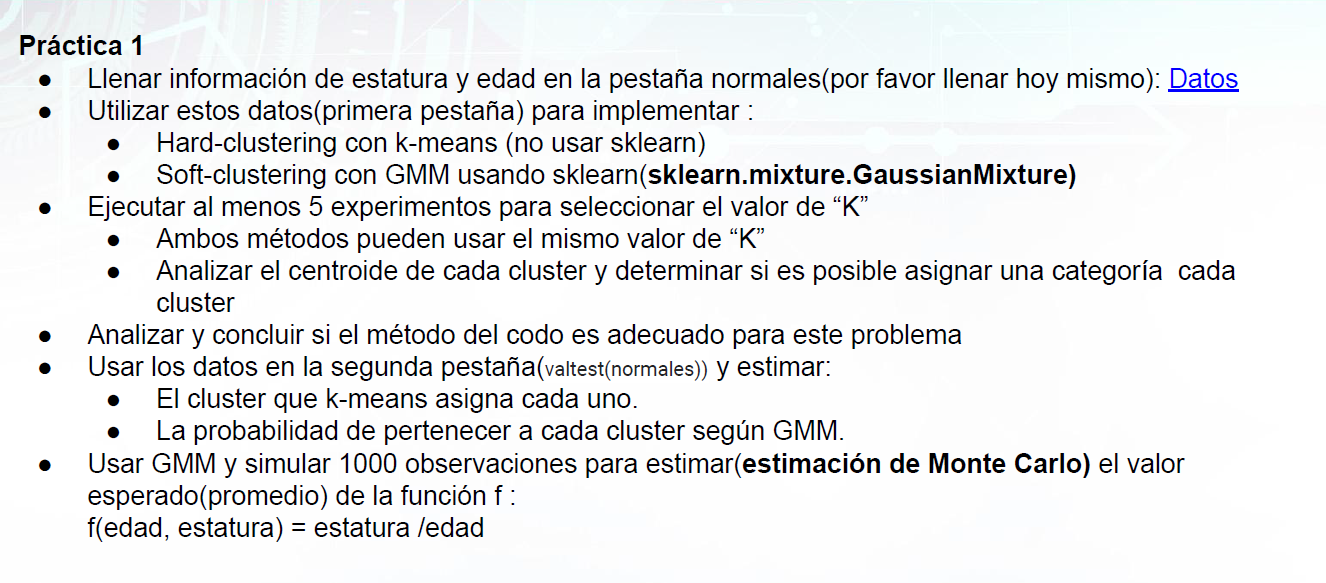 Práctica 1
● Llenar información de estatura y edad en la pestaña normales(por favor llenar hoy mismo): Datos
● Utilizar estos datos(primera pestaña) para implementar :
● Hard-clustering con k-means (no usar sklearn)
● Soft-clustering con GMM usando sklearn(sklearn.mixture.GaussianMixture)
● Ejecutar al menos 5 experimentos para seleccionar el valor de “K”
● Ambos métodos pueden usar el mismo valor de “K”
● Analizar el centroide de cada cluster y determinar si es posible asignar una categoría cada
cluster
● Analizar y concluir si el método del codo es adecuado para este problema
● Usar los datos en la segunda pestaña(valtest(normales)) y estimar:
● El cluster que k-means asigna cada uno.
● La probabilidad de pertenecer a cada cluster según GMM.
● Usar GMM y simular 1000 observaciones para estimar(estimación de Monte Carlo) el valor
esperado(promedio) de la función f :
f(edad, estatura) = estatura /edad